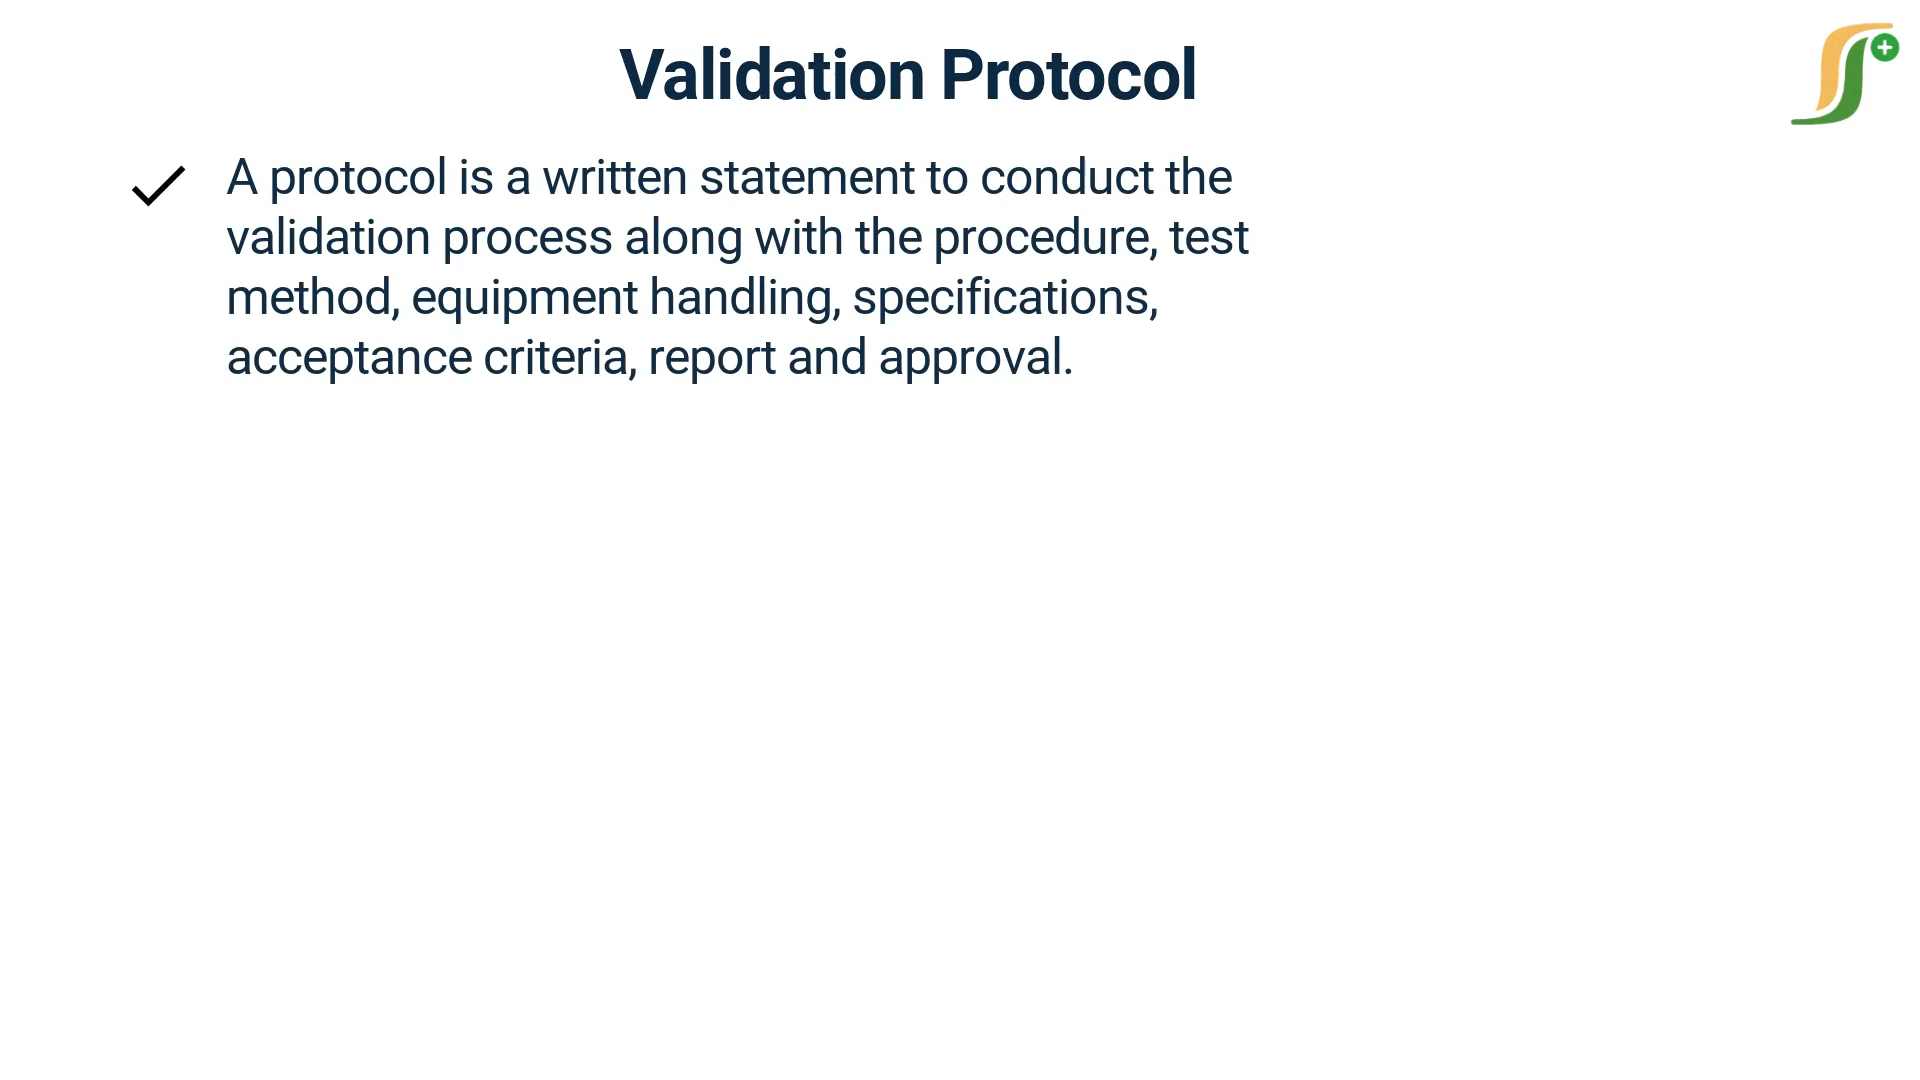 Validation Protocol
A protocol is a written statement to conduct the
validation process along with the procedure, test
method, equipment handling, specifications,
acceptance criteria, report and approval.